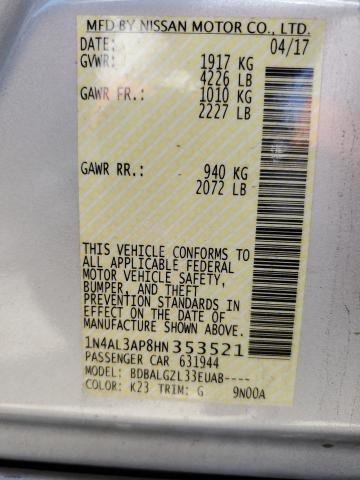 MFD BY NISSAN MOTOR CO., LTD.
DATE: 04/17
GVWR: 1917 KG
4226 LB
GAWR FR.: 1010 KG
2227 LB
GAWR RR.: 940 KG
2072 LB
THIS VEHICLE CONFORMS TO
ALL APPLICABLE FEDERAL
MOTOR VEHICLE SAFETY,
BUMPER, AND THEFT
PREVENTION STANDARDS IN
EFFECT ON THE DATE OF
MANUFACTURE SHOWN ABOVE.
1N4AL3AP8HN 353521
PASSENGER CAR 631944
MODEL: BDBALGZL33EUAB----
COLOR: K23 TRIM: G 9N00A